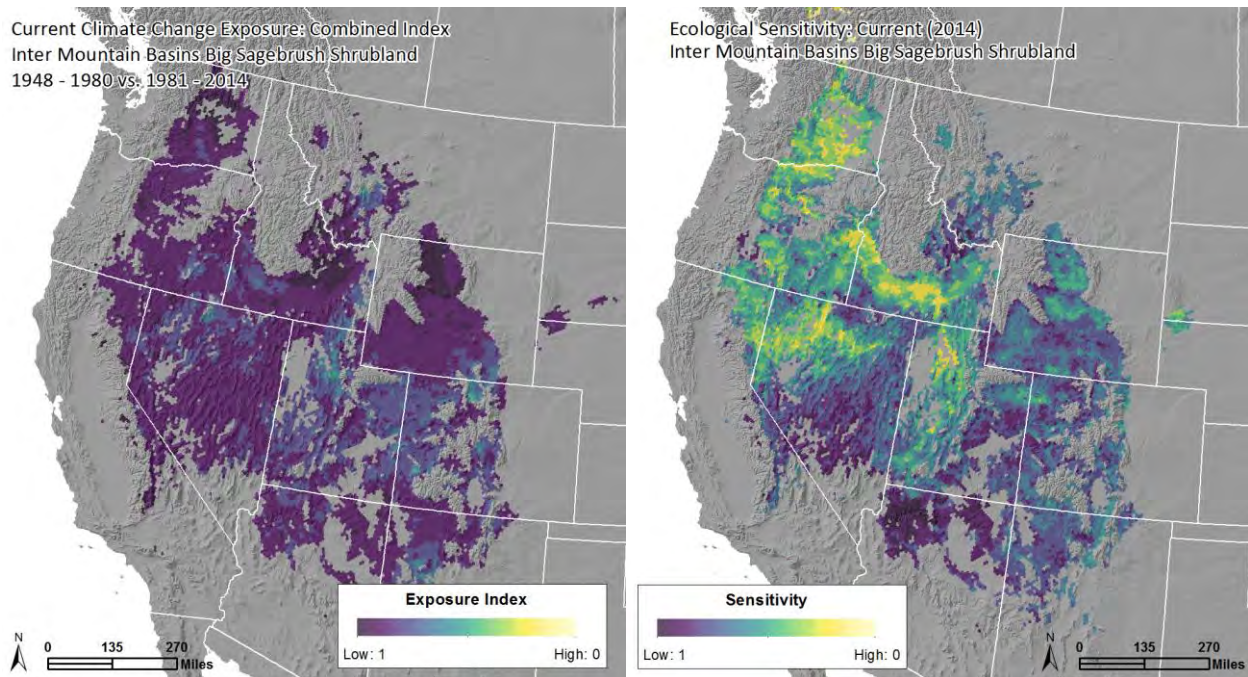 Current Climate Change Exposure: Combined Index
Inter Mountain Basins Big Sagebrush Shrubland
1948 - 1980 vs. 1981 - 2014
Exposure Index
Low: 1 High: 0
N
0 135 270
Miles
Ecological Sensitivity: Current (2014)
Inter Mountain Basins Big Sagebrush Shrubland
Sensitivity
Low: 1 High: 0
N
0 135 270
Miles